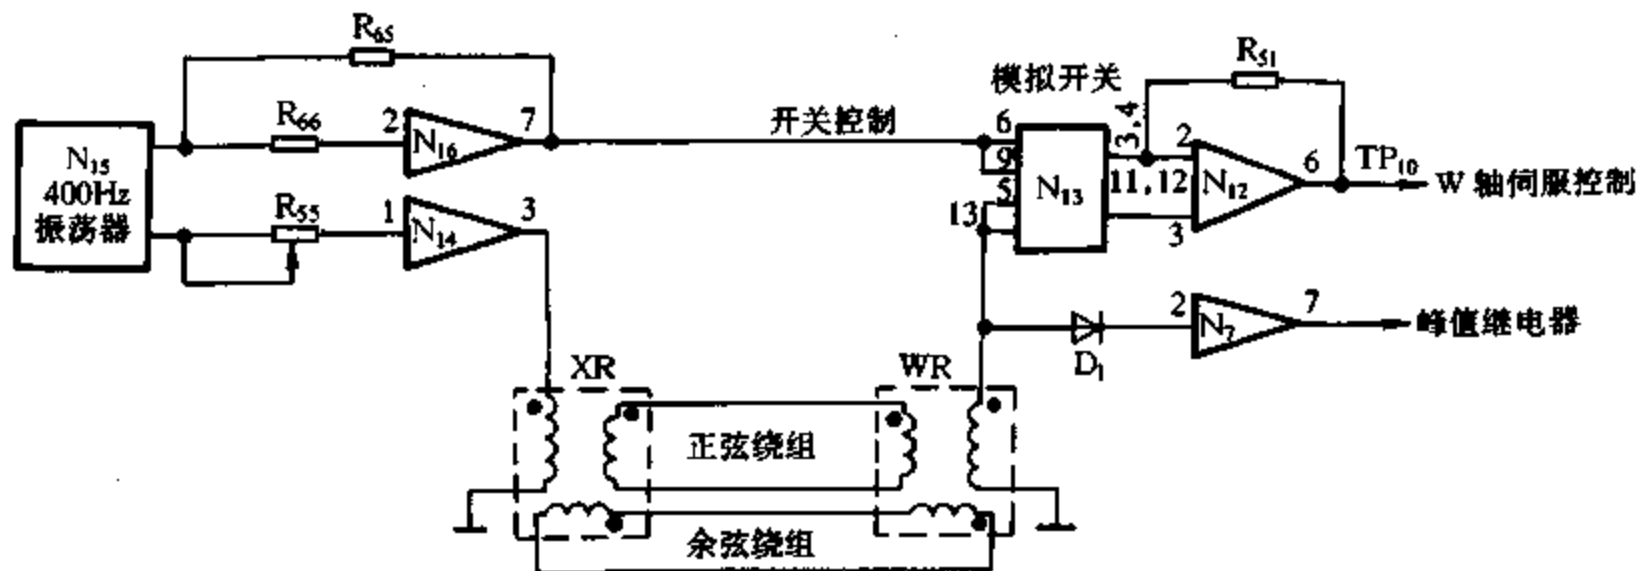 R65
R66
2
N16
7
N15
400Hz
振荡器
R55
1
N14
3
开关控制
模拟开关
6
9
5
13
N13
3,4
11,12
R51
2
N12
6
3
TP10
W 轴伺服控制
D1
2
N7
7
峰值继电器
XR
WR
正弦绕组
余弦绕组